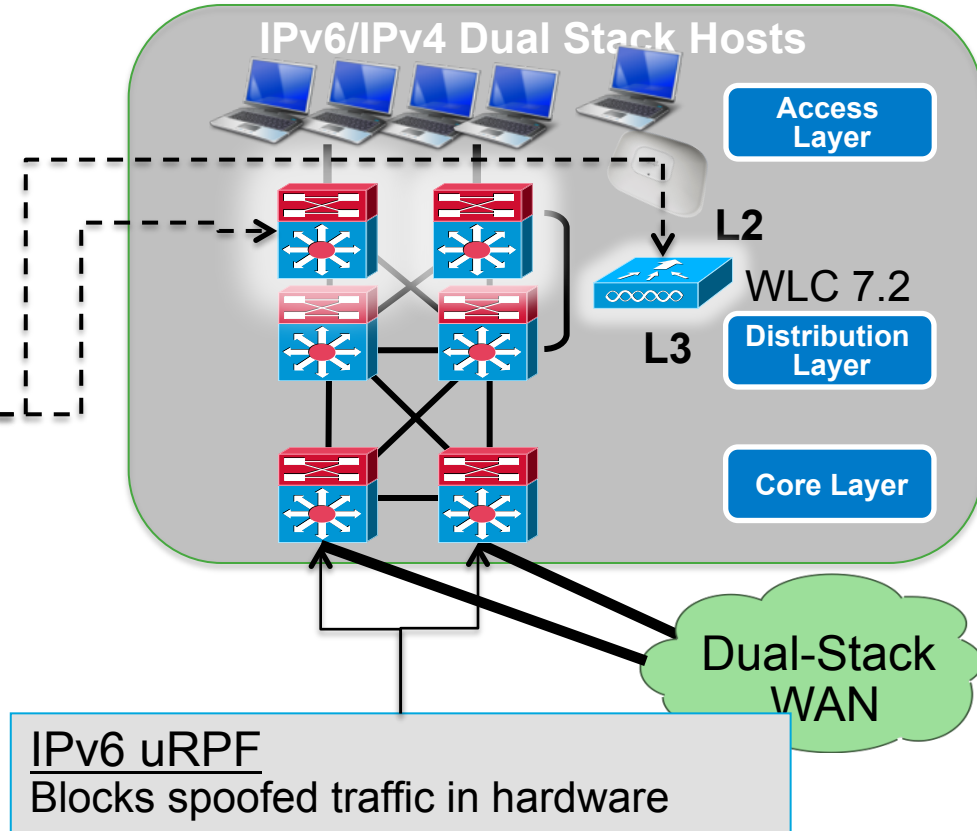 IPv6/IPv4 Dual Stack Hosts
Access
Layer
L2
WLC 7.2
L3
Distribution
Layer
Core Layer
Dual-Stack
WAN
IPv6 uRPF
Blocks spoofed traffic in hardware